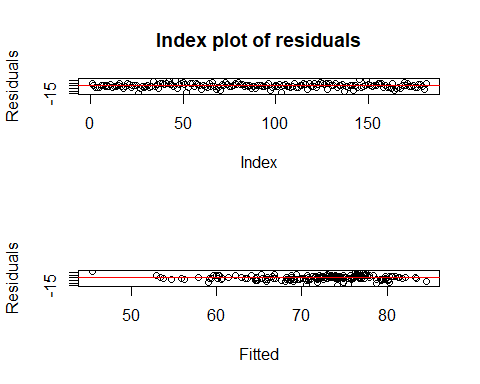 Index plot of residuals
Residuals
-15
0 50 100 150
Index
Residuals
-15
50 60 70 80
Fitted